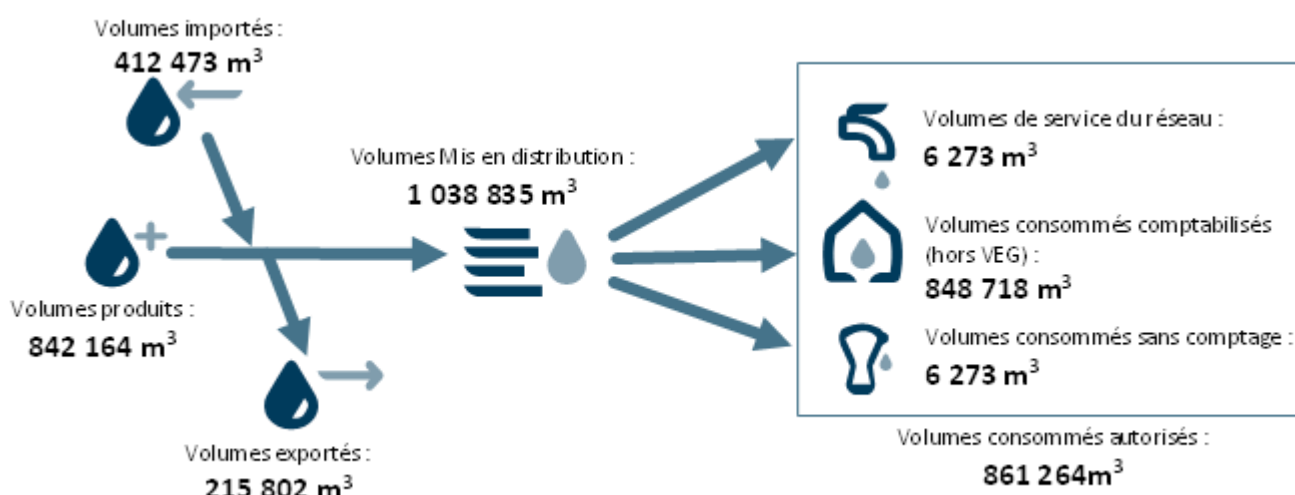 Volumes importés :
412 473 m³
Volumes Mis en distribution :
1 038 835 m³
Volumes produits :
842 164 m³
Volumes exportés :
215 802 m³
Volumes de service du réseau :
6 273 m³
Volumes consommés comptabilisés
(hors VEG) :
848 718 m³
Volumes consommés sans comptage :
6 273 m³
Volumes consommés autorisés :
861 264m³